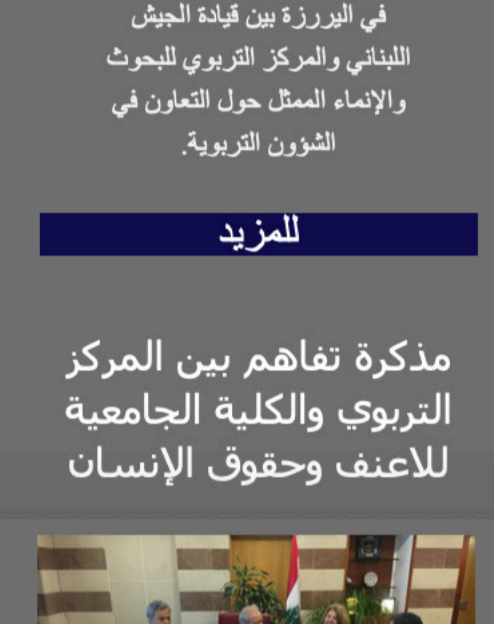 في اليررزة بين قيادة الجيش
اللبناني والمركز التربوي للبحوث
والإنماء الممثل حول التعاون في
الشؤون التربوية.
للمزيد
مذكرة تفاهم بين المركز
التربوي والكلية الجامعية
للاعنف وحقوق الإنسان